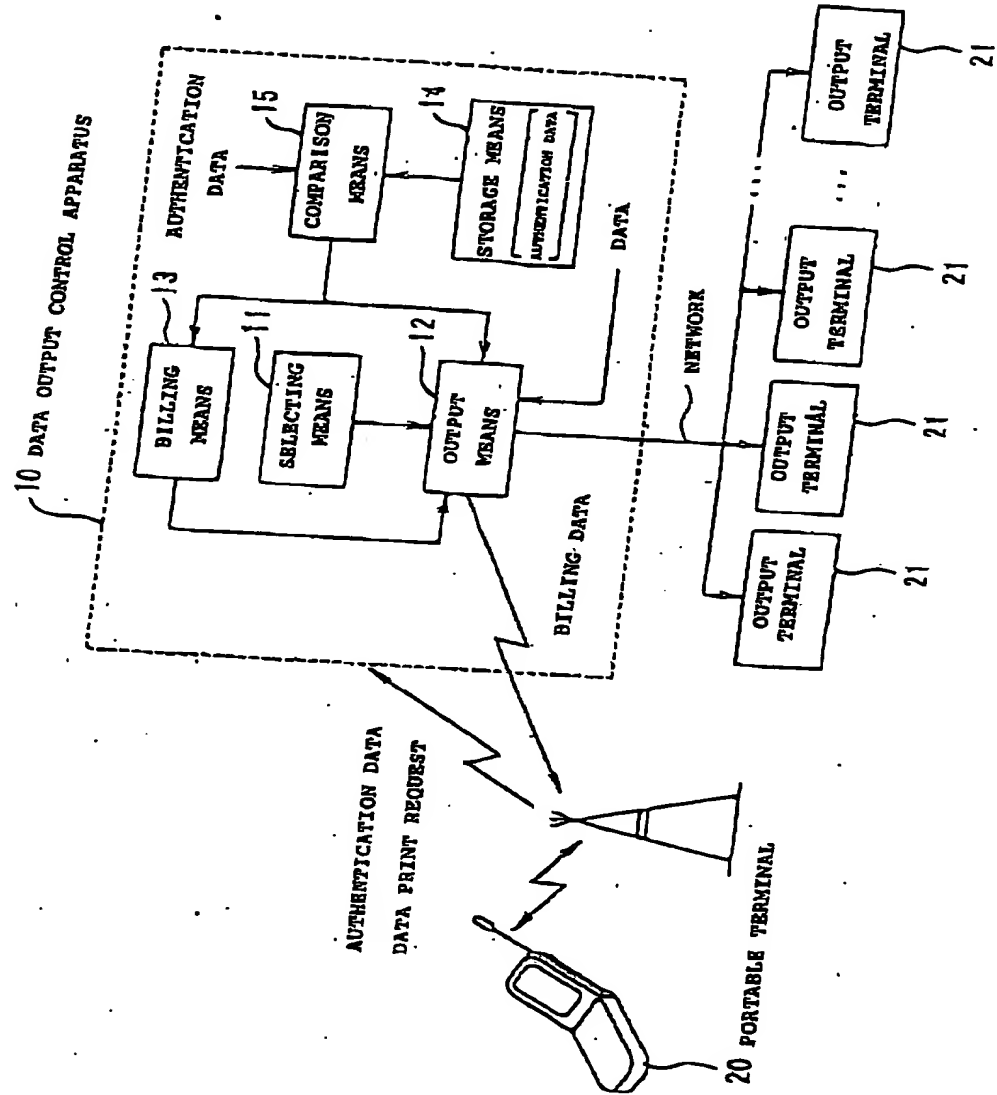 10 DATA OUTPUT CONTROL APPARATUS
AUTHENTICATION
DATA
13
BILLING
MEANS
15
COMPARISON
MEANS
11
SELECTING
MEANS
14
STORAGE MEANS
AUTHENTICATION DATA
12
OUTPUT
MEANS
DATA
BILLING DATA
NETWORK
AUTHENTICATION DATA
DATA PRINT REQUEST
20 PORTABLE TERMINAL
OUTPUT
TERMINAL
21
OUTPUT
TERMINAL
21
OUTPUT
TERMINAL
21
...
...
OUTPUT
TERMINAL
21